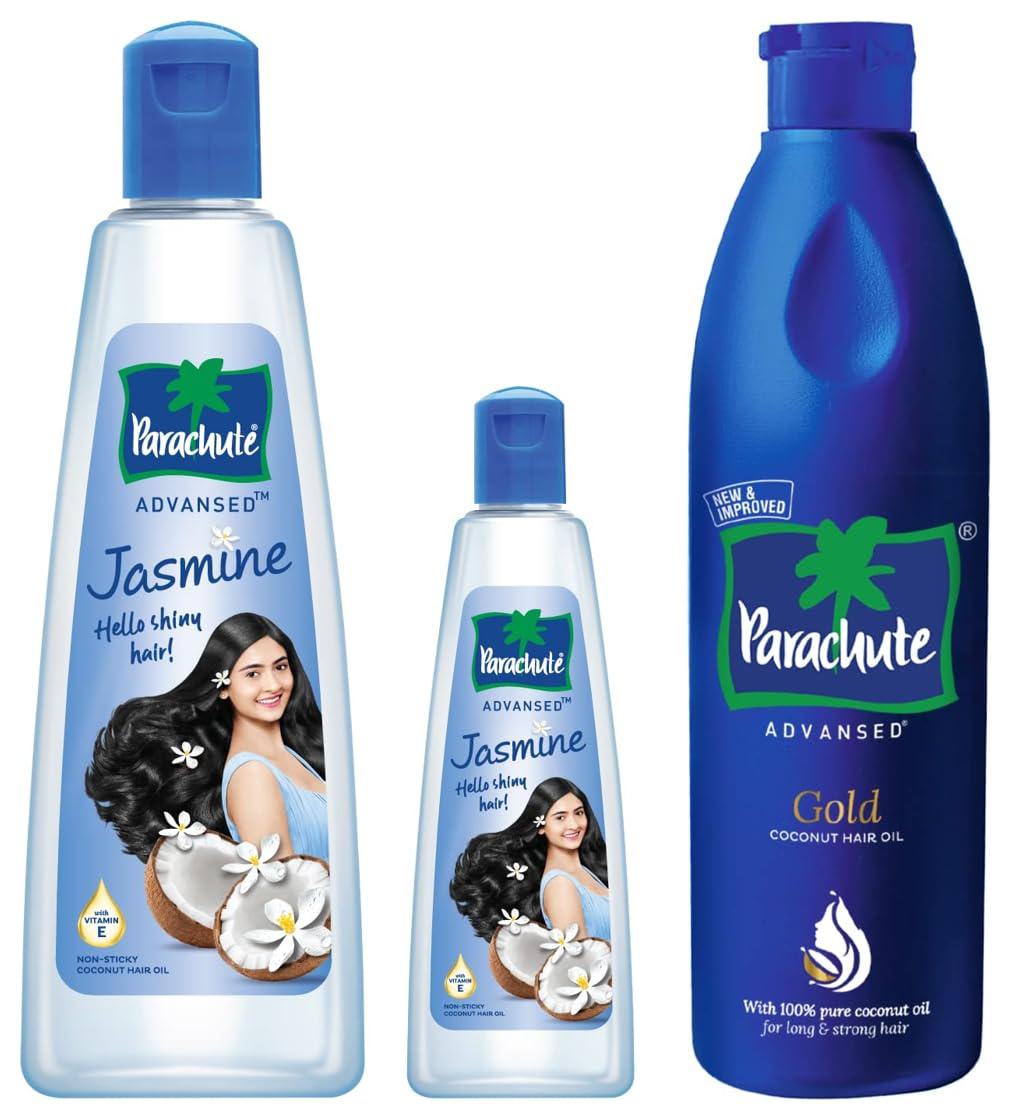 Parachute®
ADVANSED™
Jasmine
Hello shiny
hair!
with
VITAMIN
E
NON-STICKY
COCONUT HAIR OIL
Parachute®
ADVANSED™
Jasmine
Hello shiny
hair!
with
VITAMIN
E
NON-STICKY
COCONUT HAIR OIL
NEW &
IMPROVED
®
Parachute
ADVANSED®
Gold
COCONUT HAIR OIL
With 100% pure coconut oil
for long & strong hair